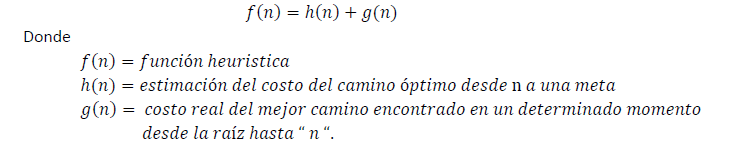 f(n) = h(n) + g(n)
Donde
f(n) = función heuristica
h(n) = estimación del costo del camino óptimo desde n a una meta
g(n) = costo real del mejor camino encontrado en un determinado momento
desde la raíz hasta “ n “.